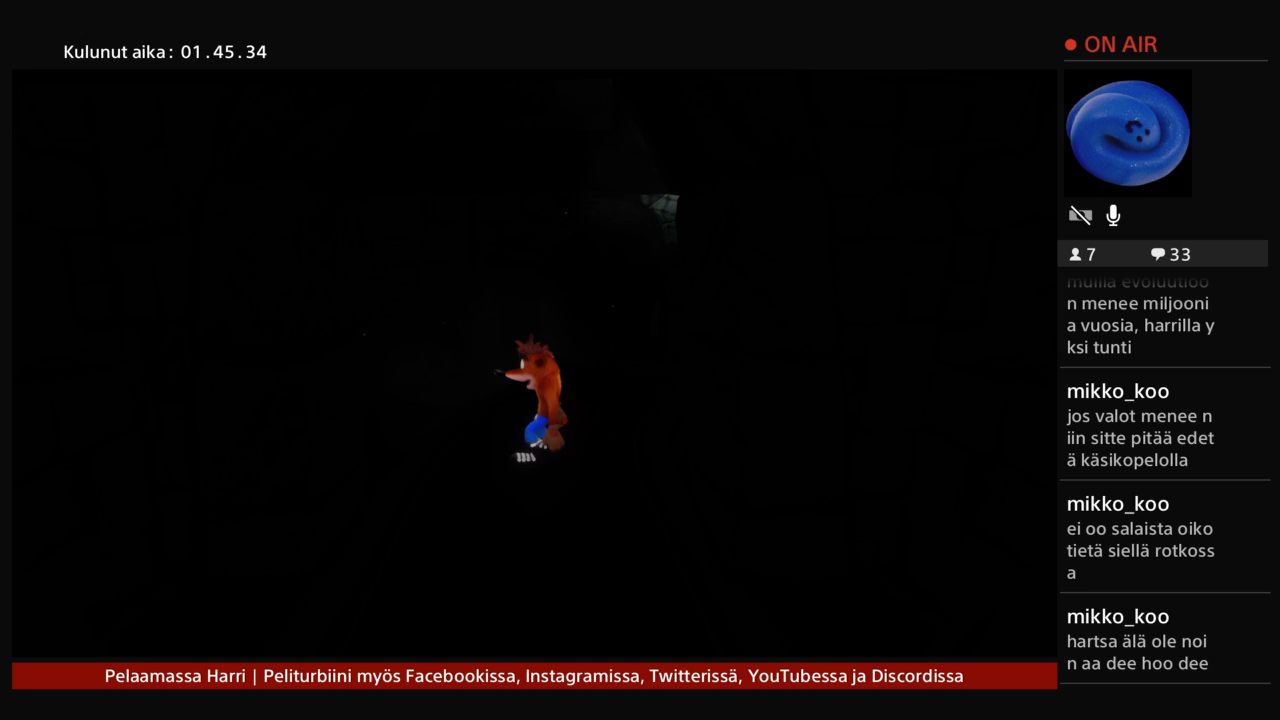 Kulunut aika: 01.45.34
ON AIR
7 33
muilla evoluutioo
n menee miljooni
a vuosia, harrilla y
ksi tunti
mikko_koo
jos valot menee n
iin sitte pitää edet
ä käsikopelolla
mikko_koo
ei oo salaista oiko
tietä siellä rotkoss
a
mikko_koo
hartsa älä ole noi
n aa dee hoo dee
Pelaamassa Harri | Peliturbiini myös Facebookissa, Instagramissa, Twitterissä, YouTubessa ja Discordissa